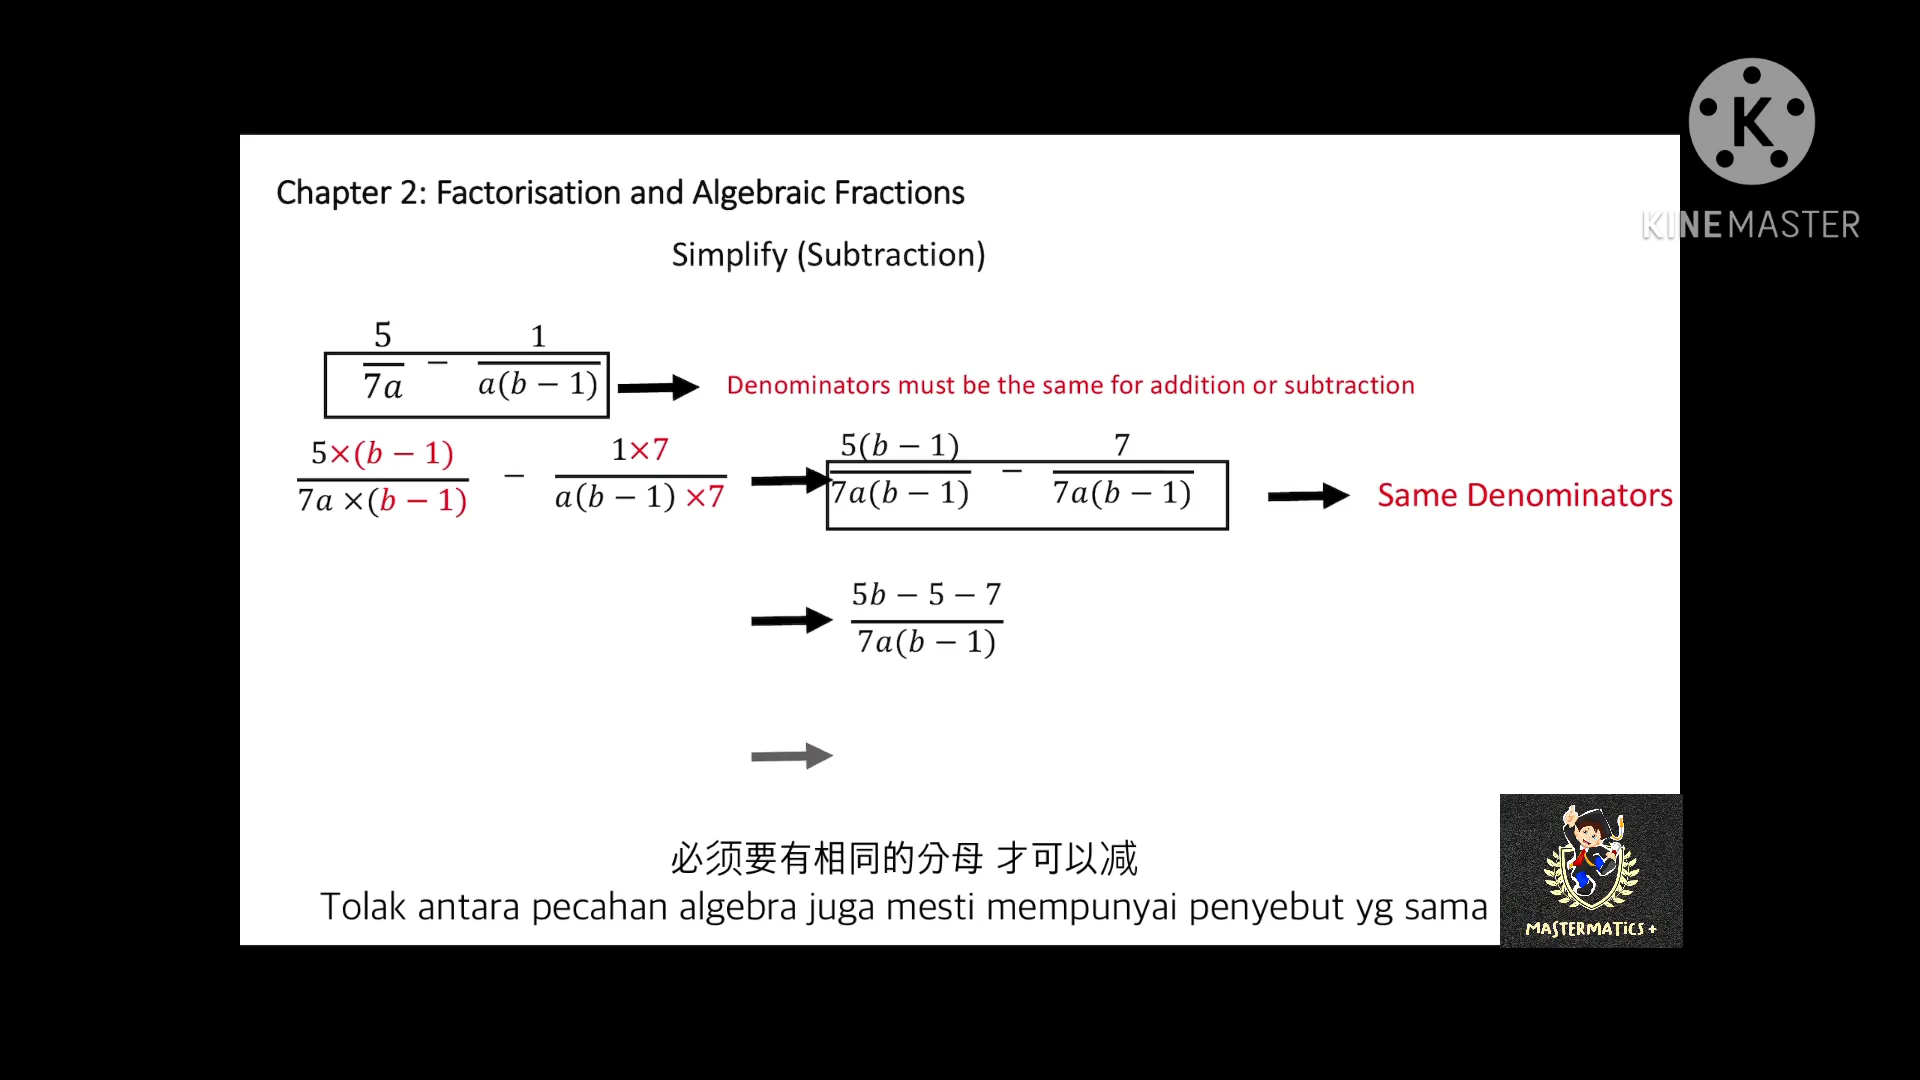 K
KINEMASTER
Chapter 2: Factorisation and Algebraic Fractions
Simplify (Subtraction)
5/7a − 1/a(b − 1)
Denominators must be the same for addition or subtraction
5×(b − 1)/7a ×(b − 1) − 1×7/a(b − 1) ×7
5(b − 1)/7a(b − 1) − 7/7a(b − 1)
Same Denominators
5b − 5 − 7/7a(b − 1)
必须要有相同的分母 才可以减
Tolak antara pecahan algebra juga mesti mempunyai penyebut yg sama
MASTERMATiCS +